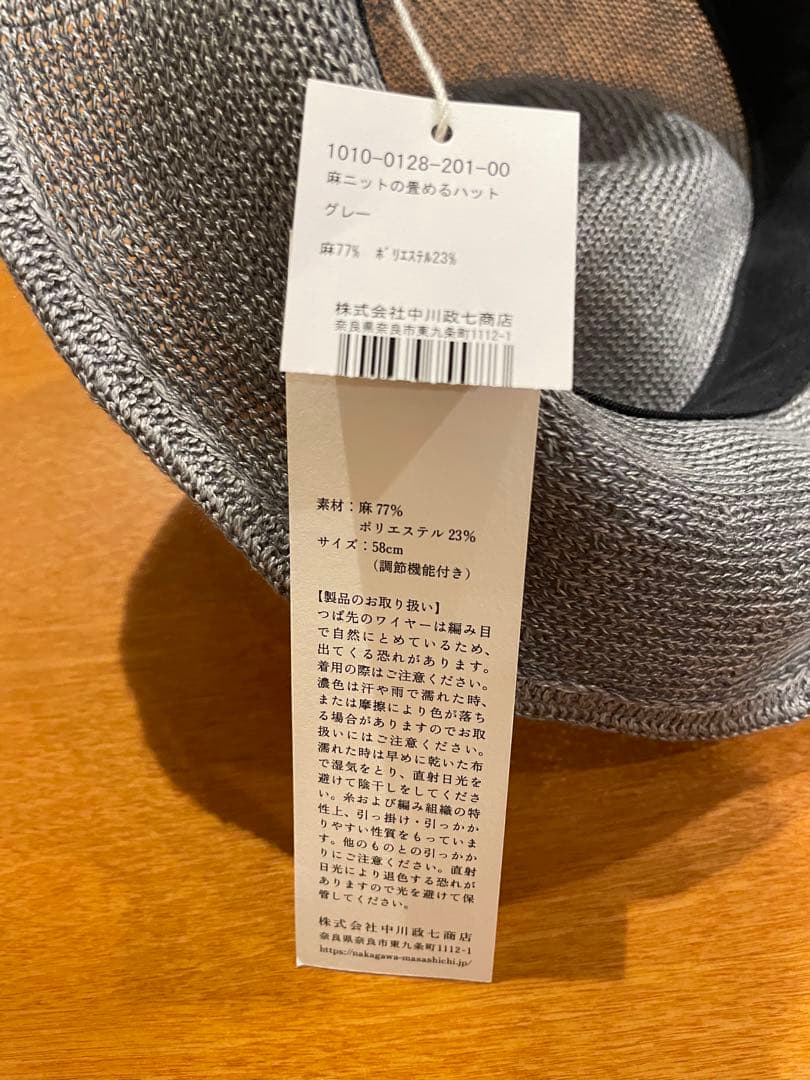 1010-0128-201-00
麻ニットの畳めるハット
グレー
麻77% ﾎﾟﾘｴｽﾃﾙ23%
株式会社中川政七商店
奈良県奈良市東九条町1112-1
素材：麻 77%
ポリエステル 23%
サイズ：58cm
（調節機能付き）
【製品のお取り扱い】
つば先のワイヤーは編み目
で自然にとめているため、
出てくる恐れがあります。
着用の際はご注意ください。
濃色は汗や雨で濡れた時、
または摩擦により色が落ち
る場合がありますのでお取
扱いにはご注意ください。
濡れた時は早めに乾いた布
で湿気をとり、直射日光を
避けて陰干しをしてくださ
い。糸および編み組織の特
性上、引っ掛け・引っかか
りやすい性質をもっていま
す。他のものとの引っかか
りにご注意ください。直射
日光により退色する恐れが
ありますので光を避けて保
管してください。
株式会社中川政七商店
奈良県奈良市東九条町1112-1
https://nakagawa-masashichi.jp/